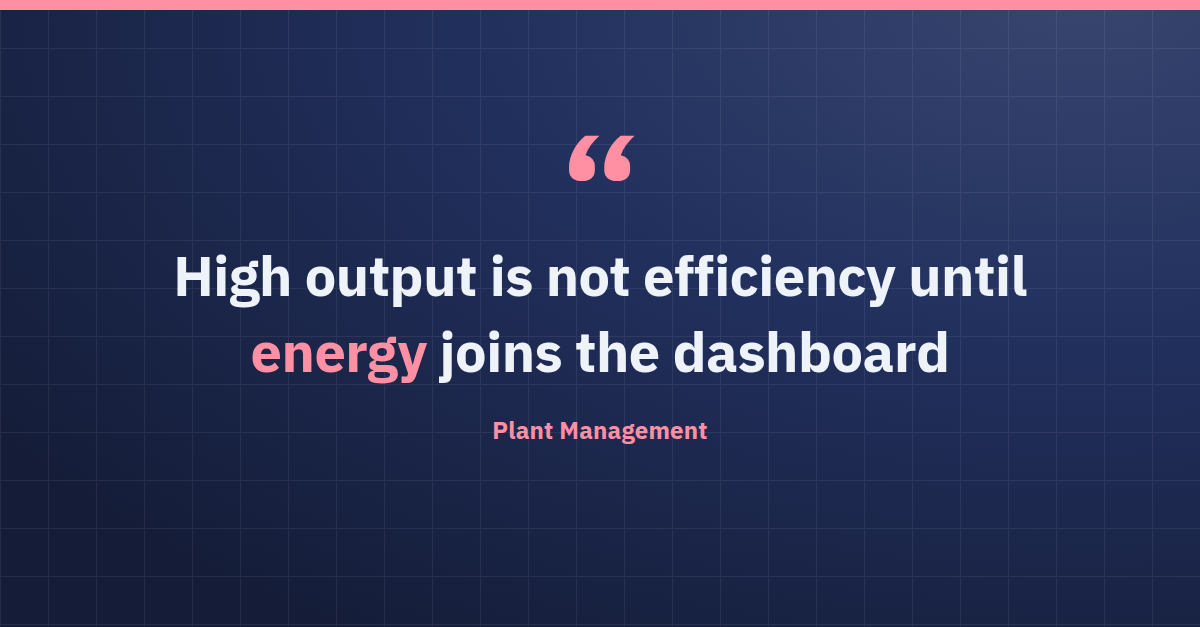 “
High output is not efficiency until
energy joins the dashboard
Plant Management